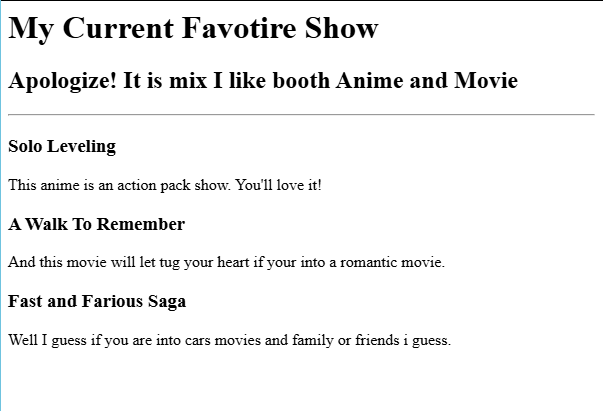 My Current Favotire Show
Apologize! It is mix I like booth Anime and Movie
Solo Leveling
This anime is an action pack show. You'll love it!
A Walk To Remember
And this movie will let tug your heart if your into a romantic movie.
Fast and Farious Saga
Well I guess if you are into cars movies and family or friends i guess.